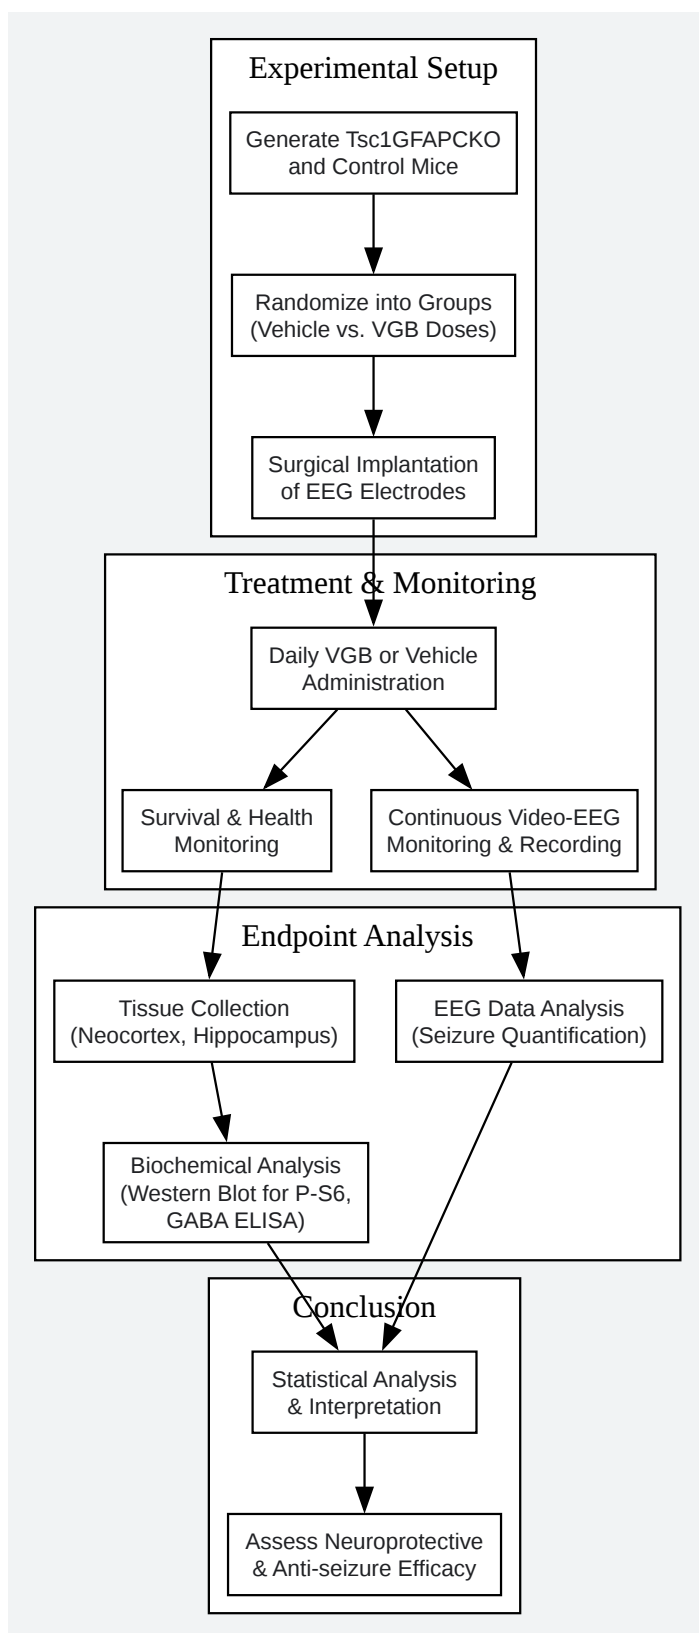 Experimental Setup
Generate Tsc1GFAPCKO
and Control Mice
Randomize into Groups
(Vehicle vs. VGB Doses)
Surgical Implantation
of EEG Electrodes
Treatment & Monitoring
Daily VGB or Vehicle
Administration
Survival & Health
Monitoring
Continuous Video-EEG
Monitoring & Recording
Endpoint Analysis
Tissue Collection
(Neocortex, Hippocampus)
EEG Data Analysis
(Seizure Quantification)
Biochemical Analysis
(Western Blot for P-S6,
GABA ELISA)
Conclusion
Statistical Analysis
& Interpretation
Assess Neuroprotective
& Anti-seizure Efficacy